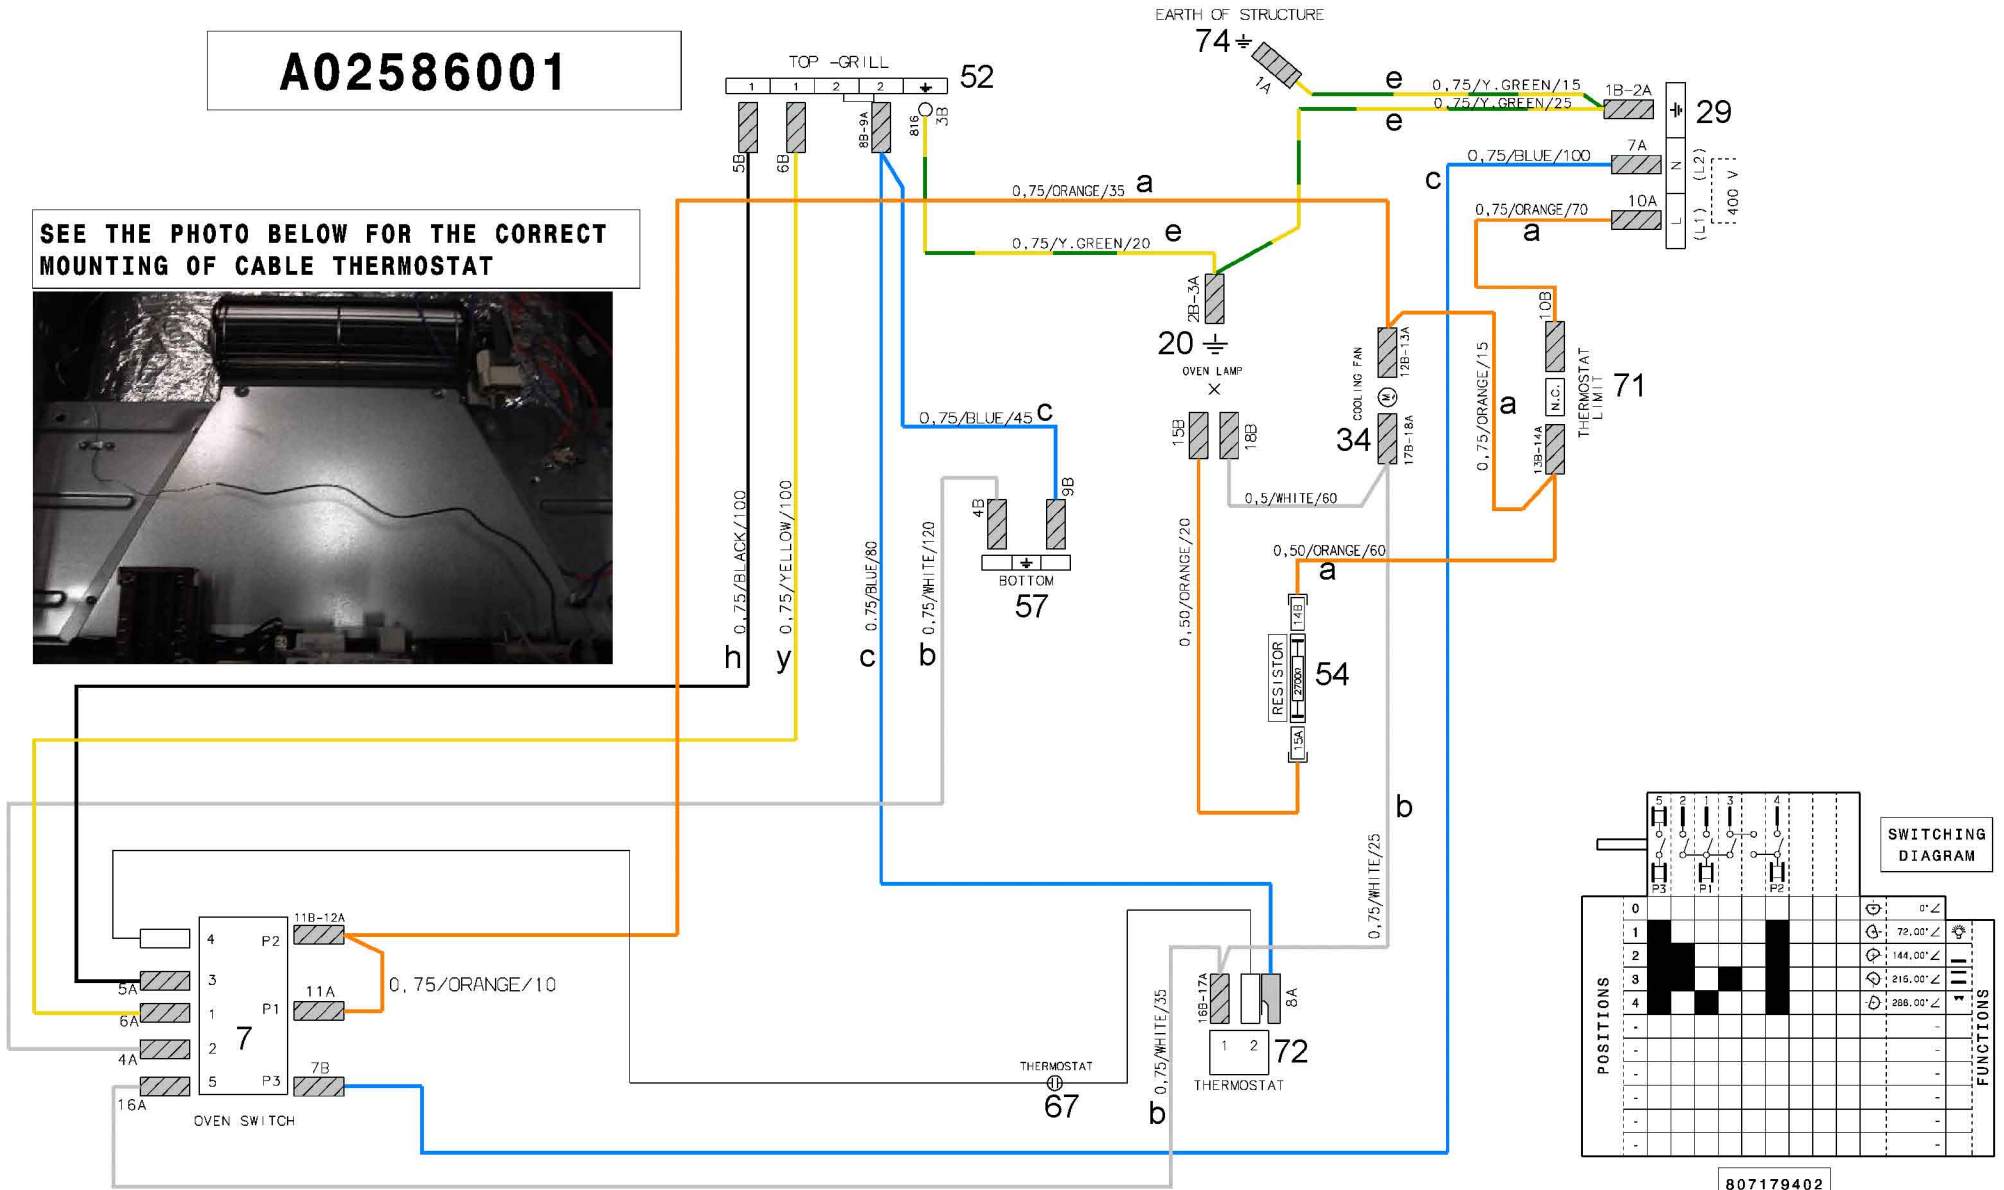 A02586001
EARTH OF STRUCTURE
74
1A
TOP -GRILL
52
1 1 2 2
5B
6B
8B-9A
816
3B
e
0,75/Y.GREEN/15
0,75/Y.GREEN/25
e
1B-2A
29
7A
0,75/BLUE/100
c
N
(L2)
400 V
10A
L
(L1)
0,75/ORANGE/70
a
0,75/ORANGE/35
a
0,75/Y.GREEN/20
e
SEE THE PHOTO BELOW FOR THE CORRECT
MOUNTING OF CABLE THERMOSTAT
2B-3A
20
OVEN LAMP
15B
18B
COOLING FAN
12B-13A
M
34
17B-18A
0,75/ORANGE/15
a
10B
N.C.
THERMOSTAT
LIMIT
71
13B-14A
0,75/BLUE/45
c
4B
9B
BOTTOM
57
0,5/WHITE/60
0,50/ORANGE/60
a
0,50/ORANGE/20
14B
RESISTOR
2700Ω
54
15A
0,75/BLACK/100
h
0,75/YELLOW/100
y
0.75/BLUE/80
c
0,75/WHITE/120
b
b
0,75/WHITE/25
4
P2
11B-12A
3
5A
0,75/ORANGE/10
1
P1
11A
6A
7
2
4A
5
P3
7B
16A
OVEN SWITCH
THERMOSTAT
67
0,75/WHITE/35
b
16B-17A
8A
1 2
72
THERMOSTAT
SWITCHING
DIAGRAM
5 2 1 3 4
P3 P1 P2
POSITIONS
FUNCTIONS
0 0°∠
1 72,00°∠
2 144,00°∠
3 216,00°∠
4 288,00°∠
- -
- -
- -
- -
- -
- -
807179402